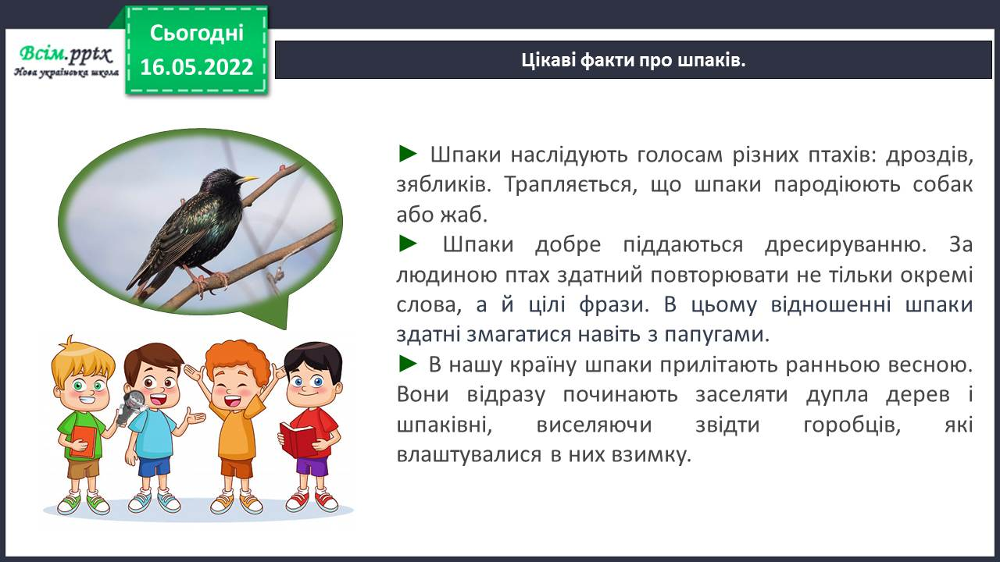 Сьогодні
16.05.2022
Всім.pptx
Нова українська школа
Цікаві факти про шпаків.
► Шпаки наслідують голосам різних птахів: дроздів,
зябликів. Трапляється, що шпаки пародіюють собак
або жаб.
► Шпаки добре піддаються дресируванню. За
людиною птах здатний повторювати не тільки окремі
слова, а й цілі фрази. В цьому відношенні шпаки
здатні змагатися навіть з папугами.
► В нашу країну шпаки прилітають ранньою весною.
Вони відразу починають заселяти дупла дерев і
шпаківні, виселяючи звідти горобців, які
влаштувалися в них взимку.